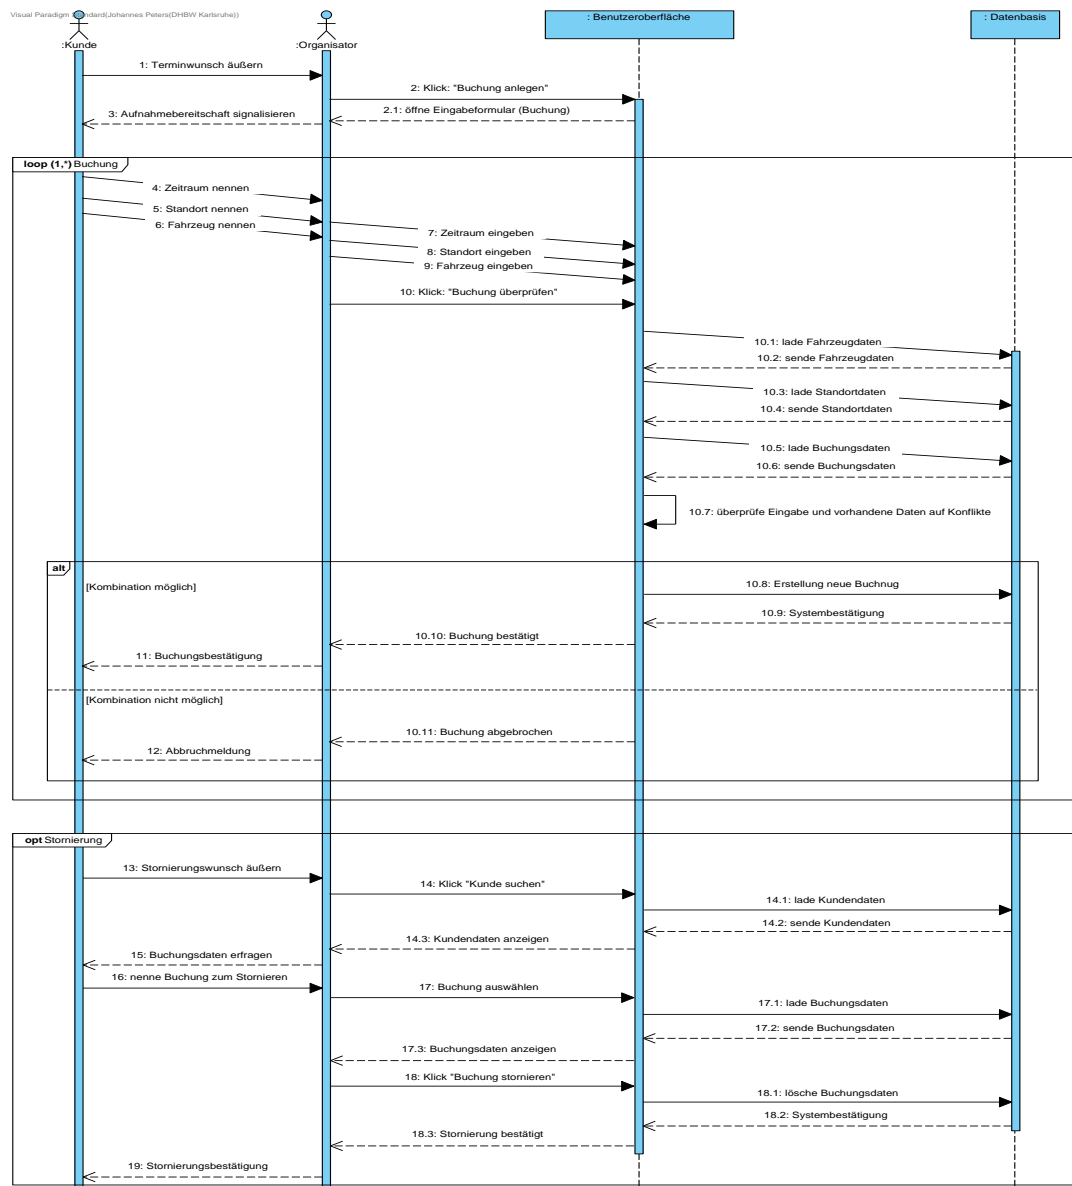 Visual Paradigm Standard(Johannes Peters(DHBW Karlsruhe))
:Kunde
:Organisator
: Benutzeroberfläche
: Datenbasis
1: Terminwunsch äußern
2: Klick: "Buchung anlegen"
2.1: öffne Eingabeformular (Buchung)
3: Aufnahmebereitschaft signalisieren
loop (1,*) Buchung
4: Zeitraum nennen
5: Standort nennen
6: Fahrzeug nennen
7: Zeitraum eingeben
8: Standort eingeben
9: Fahrzeug eingeben
10: Klick: "Buchung überprüfen"
10.1: lade Fahrzeugdaten
10.2: sende Fahrzeugdaten
10.3: lade Standortdaten
10.4: sende Standortdaten
10.5: lade Buchungsdaten
10.6: sende Buchungsdaten
10.7: überprüfe Eingabe und vorhandene Daten auf Konflikte
alt
[Kombination möglich]
10.8: Erstellung neue Buchnug
10.9: Systembestätigung
10.10: Buchung bestätigt
11: Buchungsbestätigung
[Kombination nicht möglich]
10.11: Buchung abgebrochen
12: Abbruchmeldung
opt Stornierung
13: Stornierungswunsch äußern
14: Klick "Kunde suchen"
14.1: lade Kundendaten
14.2: sende Kundendaten
14.3: Kundendaten anzeigen
15: Buchungsdaten erfragen
16: nenne Buchung zum Stornieren
17: Buchung auswählen
17.1: lade Buchungsdaten
17.2: sende Buchungsdaten
17.3: Buchungsdaten anzeigen
18: Klick "Buchung stornieren"
18.1: lösche Buchungsdaten
18.2: Systembestätigung
18.3: Stornierung bestätigt
19: Stornierungsbestätigung